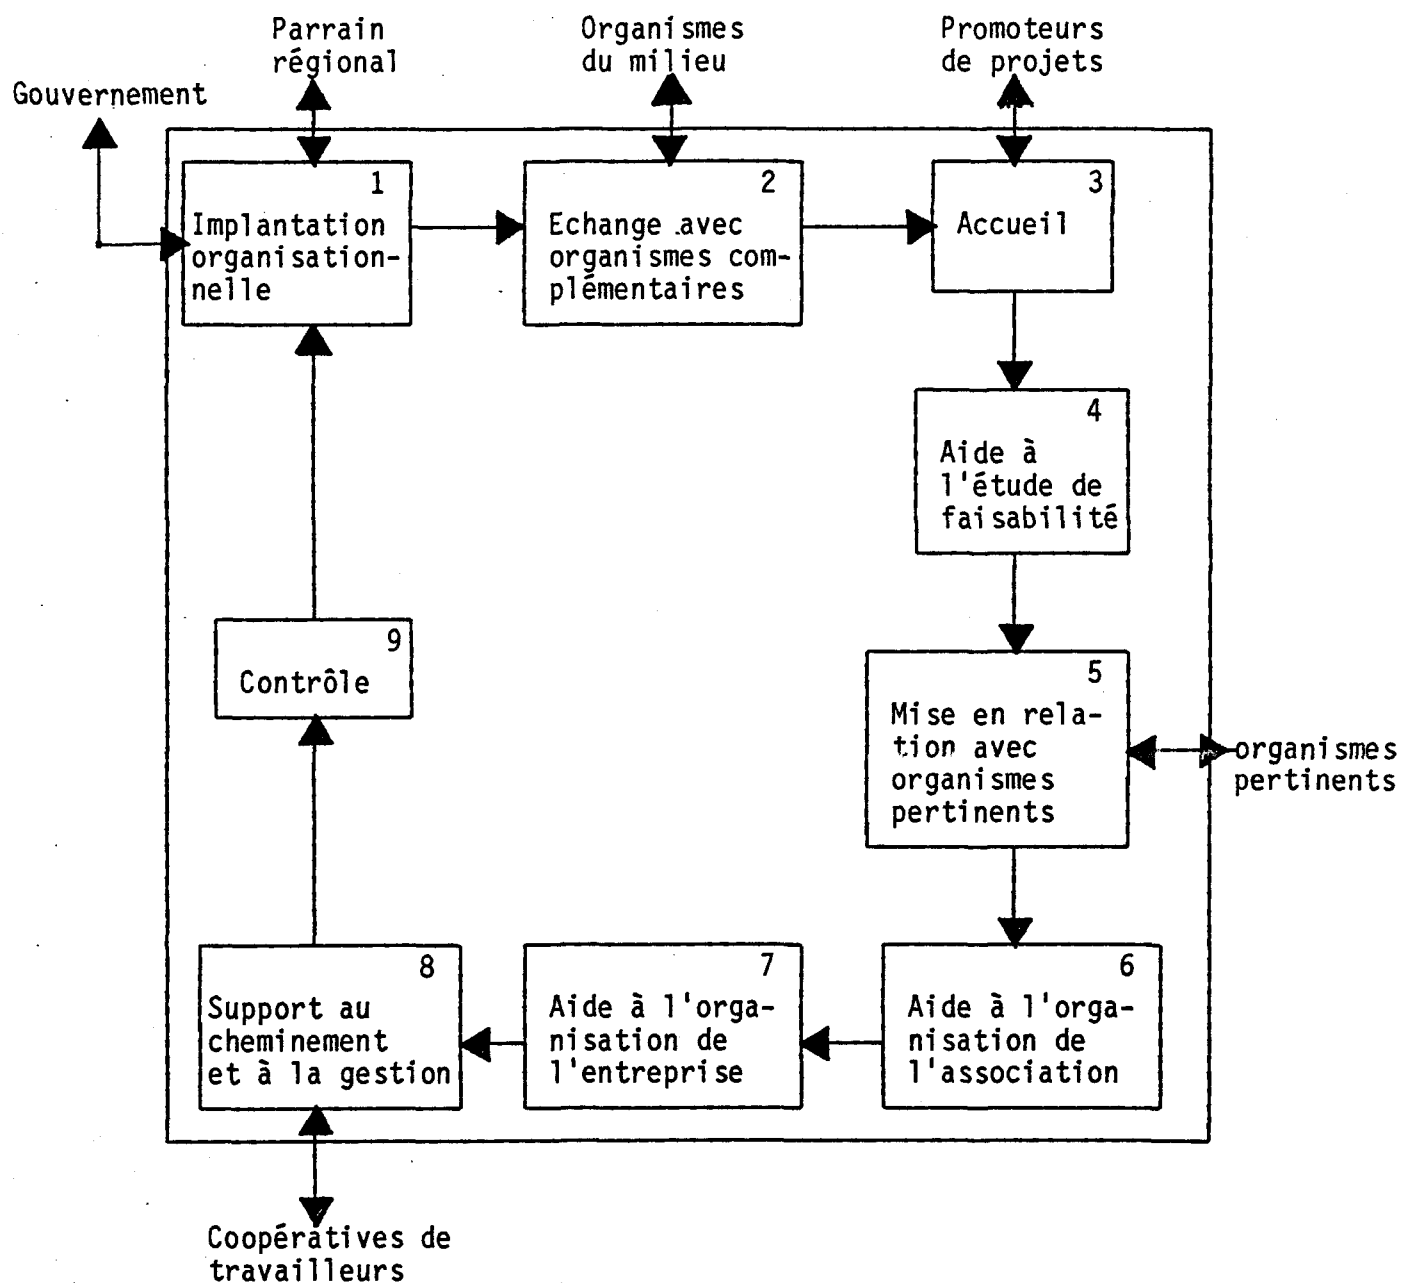 Parrain
régional
Organismes
du milieu
Promoteurs
de projets
Gouvernement
1
Implantation
organisation-
nelle
2
Echange avec
organismes com-
plémentaires
3
Accueil
4
Aide à
l'étude de
faisabilité
5
Mise en rela-
tion avec
organismes
pertinents
organismes
pertinents
6
Aide à l'orga-
nisation de
l'association
7
Aide à l'orga-
nisation de
l'entreprise
8
Support au
cheminement
et à la gestion
9
Contrôle
Coopératives de
travailleurs